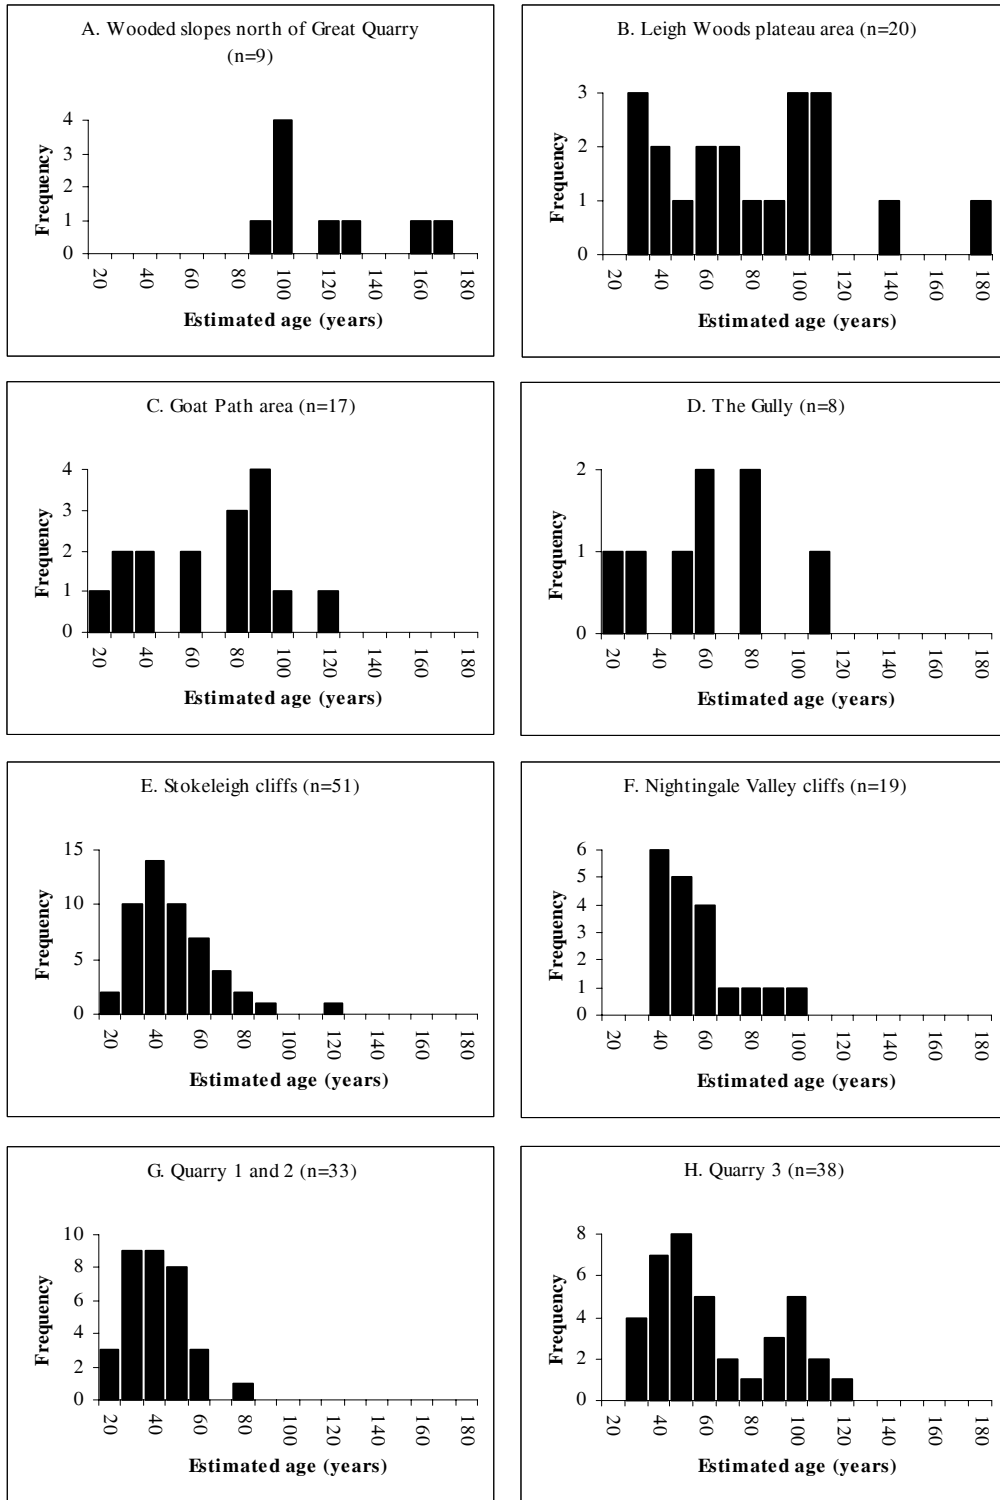 A. Wooded slopes north of Great Quarry
(n=9)
4
3
2
1
0
Frequency
20 40 60 80 100 120 140 160 180
Estimated age (years)
B. Leigh Woods plateau area (n=20)
3
2
1
0
Frequency
20 40 60 80 100 120 140 160 180
Estimated age (years)
C. Goat Path area (n=17)
4
3
2
1
0
Frequency
20 40 60 80 100 120 140 160 180
Estimated age (years)
D. The Gully (n=8)
2
1
0
Frequency
20 40 60 80 100 120 140 160 180
Estimated age (years)
E. Stokeleigh cliffs (n=51)
15
10
5
0
Frequency
20 40 60 80 100 120 140 160 180
Estimated age (years)
F. Nightingale Valley cliffs (n=19)
6
5
4
3
2
1
0
Frequency
20 40 60 80 100 120 140 160 180
Estimated age (years)
G. Quarry 1 and 2 (n=33)
10
8
6
4
2
0
Frequency
20 40 60 80 100 120 140 160 180
Estimated age (years)
H. Quarry 3 (n=38)
8
6
4
2
0
Frequency
20 40 60 80 100 120 140 160 180
Estimated age (years)